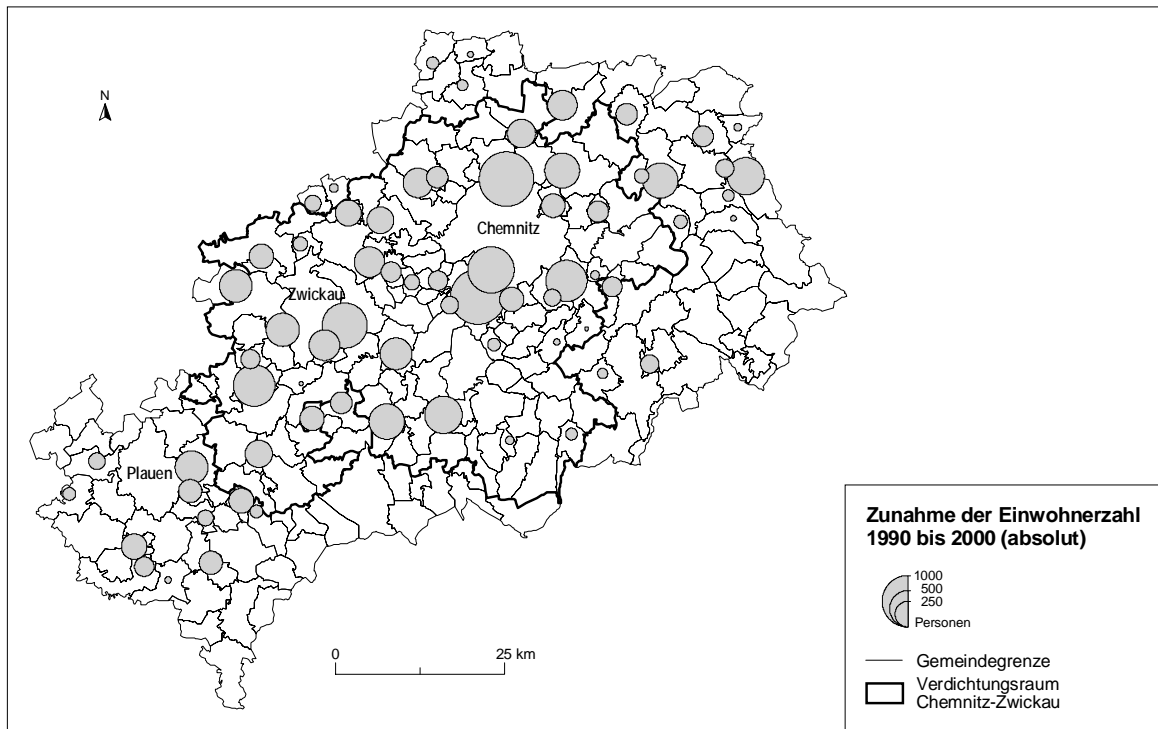 N
Chemnitz
Zwickau
Plauen
0 25 km
Zunahme der Einwohnerzahl
1990 bis 2000 (absolut)
1000
500
250
Personen
Gemeindegrenze
Verdichtungsraum
Chemnitz-Zwickau